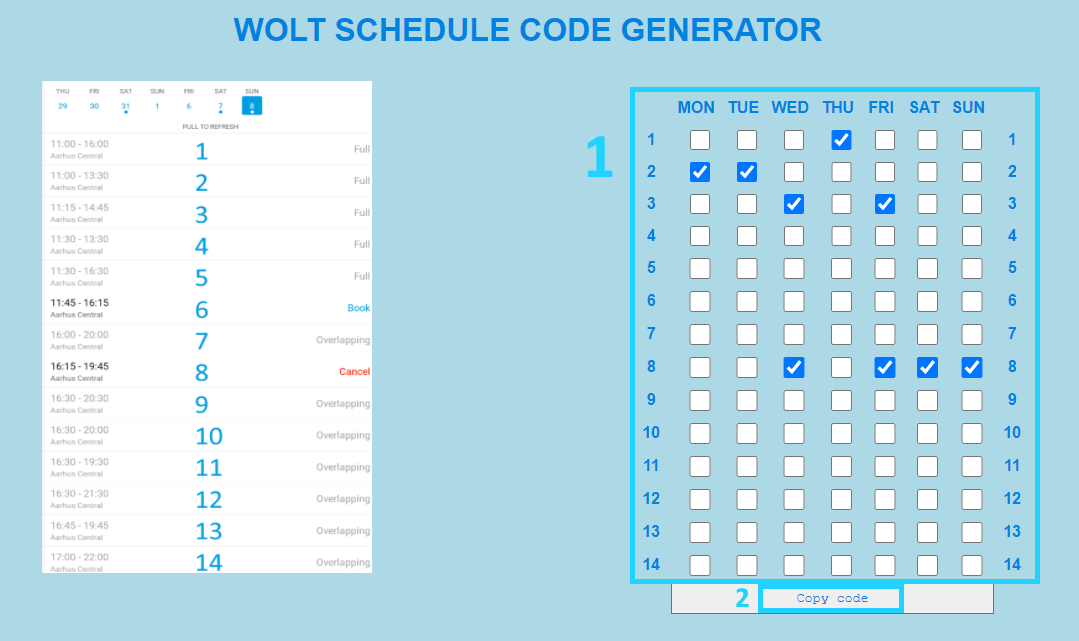 WOLT SCHEDULE CODE GENERATOR
THU FRI SAT SUN FRI SAT SUN
29 30 31 1 6 7 8
PULL TO REFRESH
11:00 - 16:00
Aarhus Central
1
Full
11:00 - 13:30
Aarhus Central
2
Full
11:15 - 14:45
Aarhus Central
3
Full
11:30 - 13:30
Aarhus Central
4
Full
11:30 - 16:30
Aarhus Central
5
Full
11:45 - 16:15
Aarhus Central
6
Book
16:00 - 20:00
Aarhus Central
7
Overlapping
16:15 - 19:45
Aarhus Central
8
Cancel
16:30 - 20:30
Aarhus Central
9
Overlapping
16:30 - 20:00
Aarhus Central
10
Overlapping
16:30 - 19:30
Aarhus Central
11
Overlapping
16:30 - 21:30
Aarhus Central
12
Overlapping
16:45 - 19:45
Aarhus Central
13
Overlapping
17:00 - 22:00
Aarhus Central
14
Overlapping
1
MON TUE WED THU FRI SAT SUN
1 1
2 2
3 3
4 4
5 5
6 6
7 7
8 8
9 9
10 10
11 11
12 12
13 13
14 14
2 Copy code